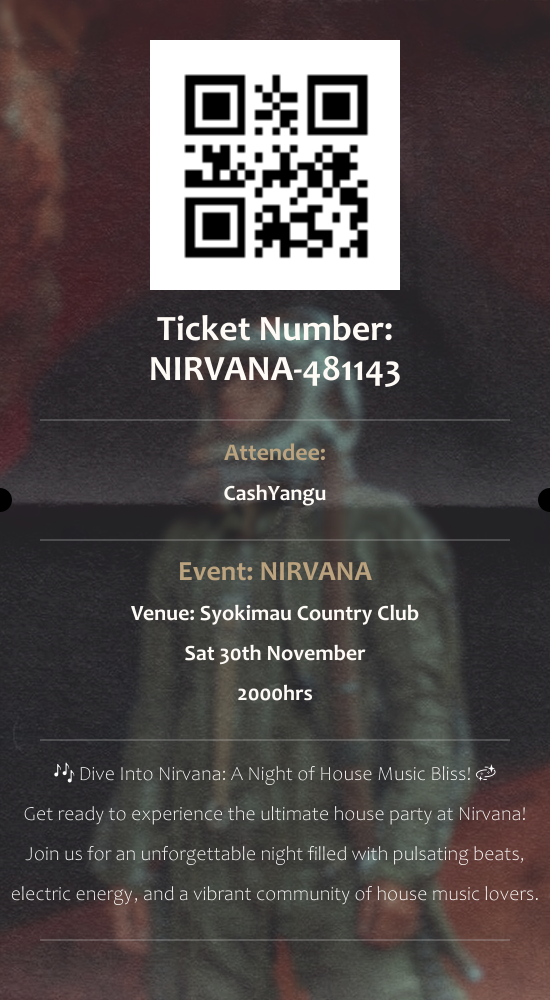 Ticket Number:
NIRVANA-481143
Attendee:
CashYangu
Event: NIRVANA
Venue: Syokimau Country Club
Sat 30th November
2000hrs
🎶 Dive Into Nirvana: A Night of House Music Bliss! 💫
Get ready to experience the ultimate house party at Nirvana!
Join us for an unforgettable night filled with pulsating beats,
electric energy, and a vibrant community of house music lovers.